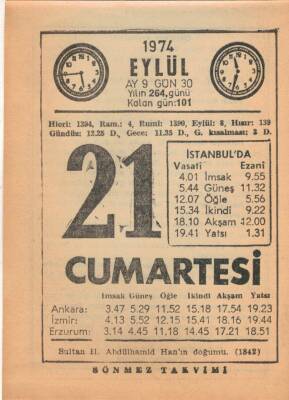 1974
EYLÜL
AY 9 GÜN 30
Yılın 264, günü
Kalan gün: 101
Hicri: 1394, Ram.: 4, Rumi: 1390, Eylül: 8, Hızır: 139
Gündüz: 12.25 D., Gece: 11.35 D., G. kısalması: 3 D.
21
İSTANBUL'DA
Vasati Ezani
4.01 İmsak 9.55
5.44 Güneş 11.32
12.07 Öğle 5.56
15.34 İkindi 9.22
18.10 Akşam 12.00
19.41 Yatsı 1.31
CUMARTESİ
İmsak Güneş Öğle İkindi Akşam Yatsı
Ankara: 3.47 5.29 11.52 15.18 17.54 19.23
İzmir: 4.13 5.52 12.15 15.41 18.16 19.44
Erzurum: 3.14 4.45 11.18 14.45 17.21 18.51
Sultan II. Abdülhamid Han'ın doğumu. (1842)
SÖNMEZ TAKVİMİ